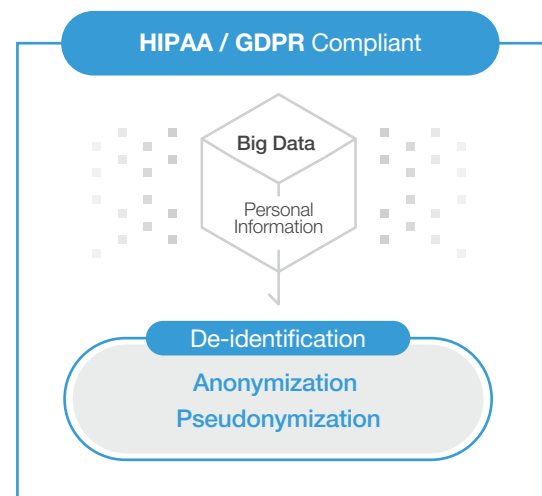 HIPAA / GDPR Compliant
Big Data
Personal
Information
De-identification
Anonymization
Pseudonymization